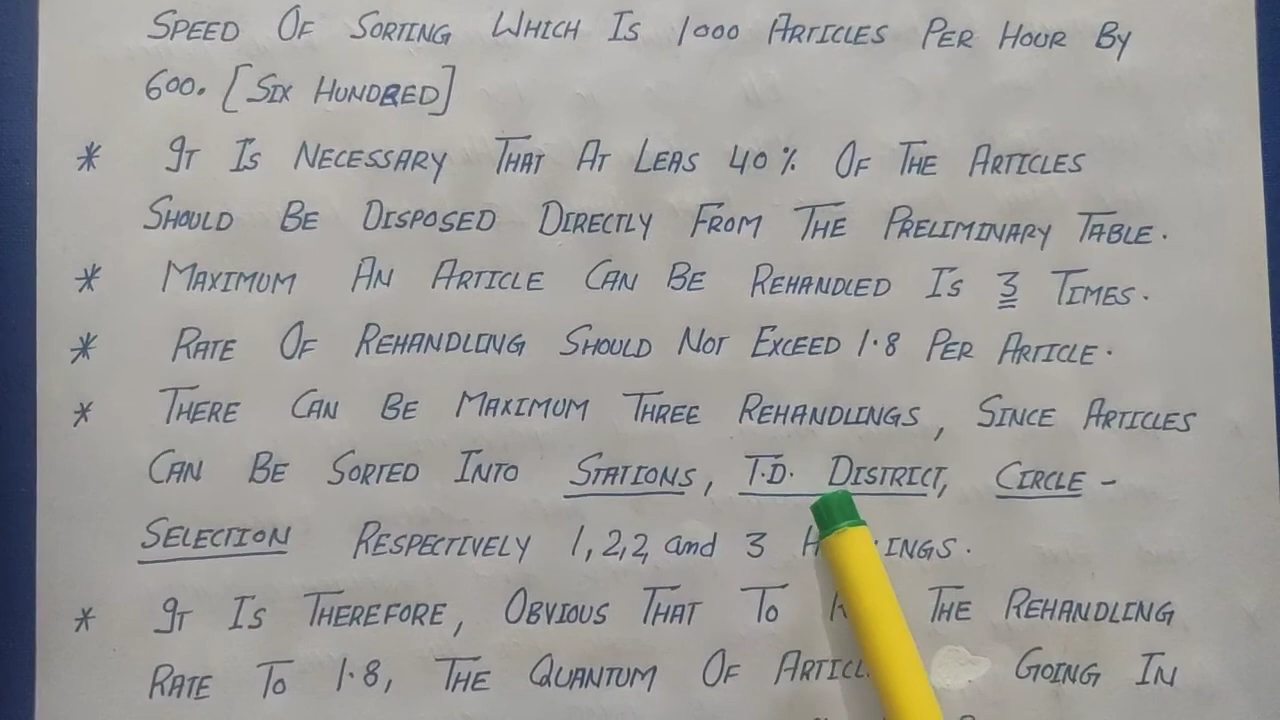 SPEED OF SORTING WHICH IS 1000 ARTICLES PER HOUR BY
600. [SIX HUNDRED]
* IT IS NECESSARY THAT AT LEAS 40% OF THE ARTICLES
SHOULD BE DISPOSED DIRECTLY FROM THE PRELIMINARY TABLE.
* MAXIMUM AN ARTICLE CAN BE REHANDLED IS 3 TIMES.
* RATE OF REHANDLING SHOULD NOT EXCEED 1.8 PER ARTICLE.
* THERE CAN BE MAXIMUM THREE REHANDLINGS, SINCE ARTICLES
CAN BE SORTED INTO STATIONS, T.D. DISTRICT, CIRCLE -
SELECTION RESPECTIVELY 1,2,2, and 3
* IT IS THEREFORE, OBVIOUS THAT TO THE REHANDLING
RATE TO 1.8, THE QUANTUM OF GOING IN